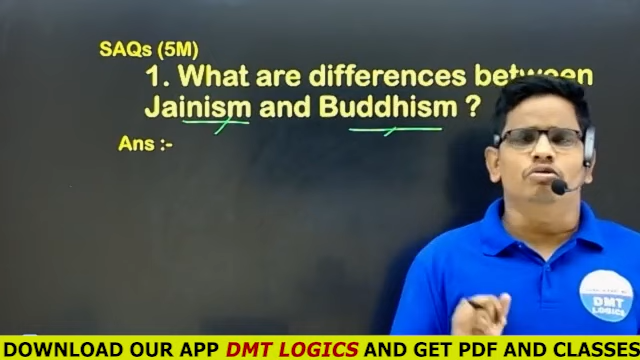 SAQs (5M)
1. What are differences between
Jainism and Buddhism ?
Ans :-
DMT
LOGICS
DOWNLOAD OUR APP DMT LOGICS AND GET PDF AND CLASSES